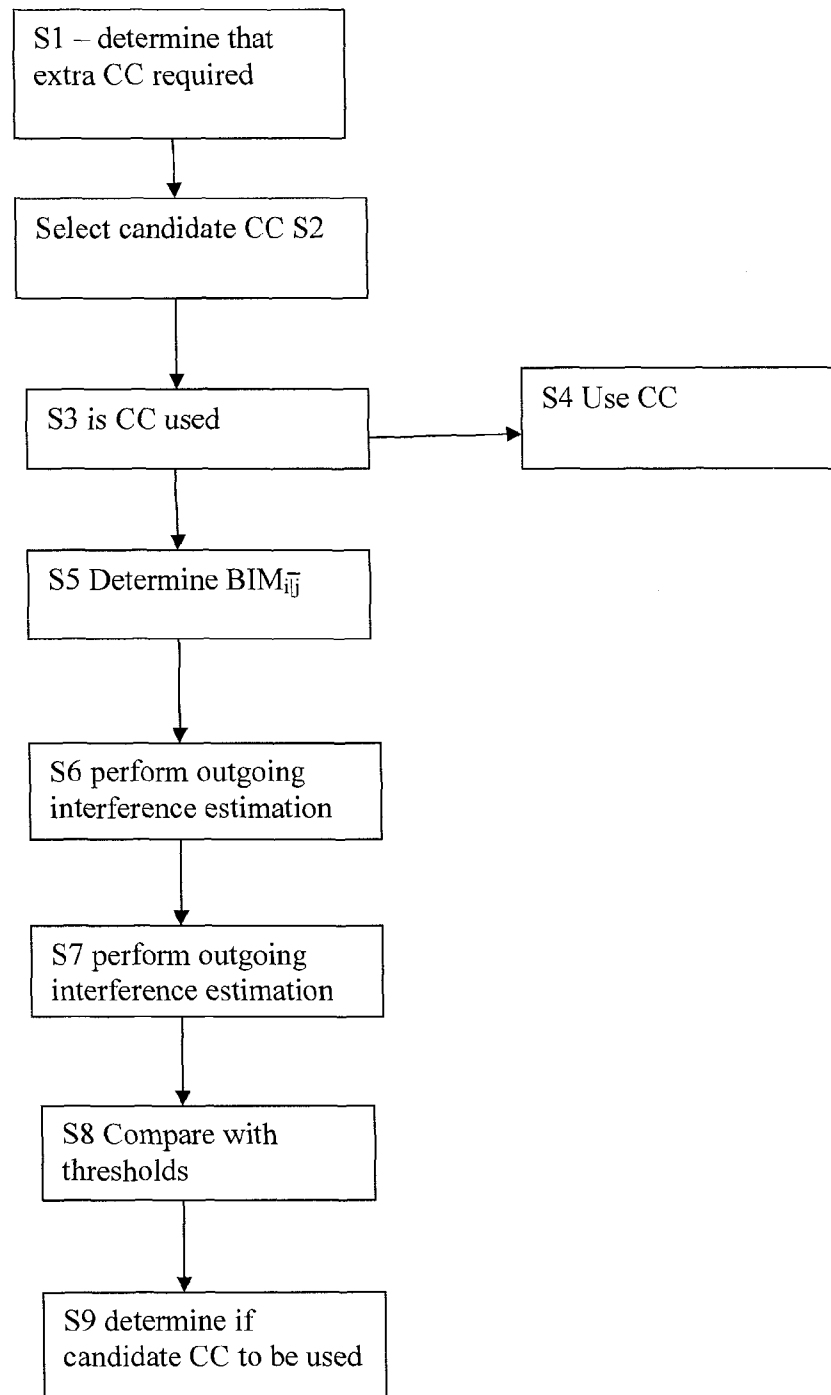 S1 – determine that
extra CC required
Select candidate CC S2
S3 is CC used
S4 Use CC
S5 Determine BIM
S6 perform outgoing
interference estimation
S7 perform outgoing
interference estimation
S8 Compare with
thresholds
S9 determine if
candidate CC to be used